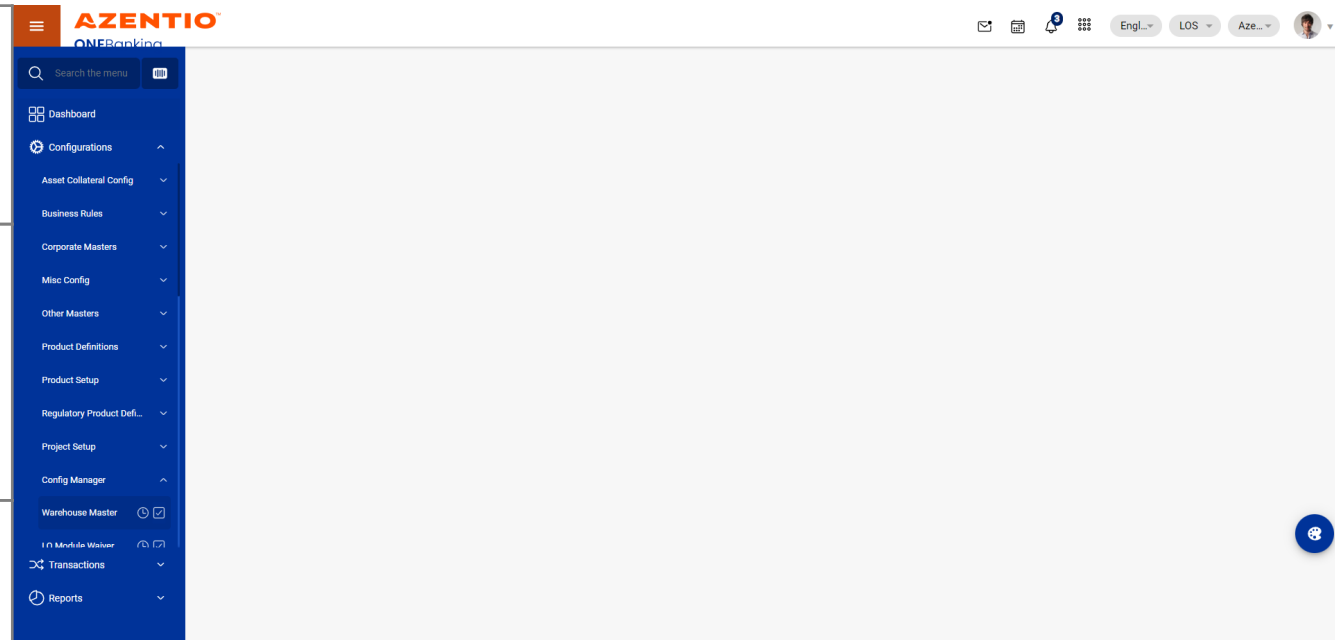 AZENTIO
ONEBanking
3
Engl...
LOS
Aze...
Search the menu
Dashboard
Configurations
Asset Collateral Config
Business Rules
Corporate Masters
Misc Config
Other Masters
Product Definitions
Product Setup
Regulatory Product Defi...
Project Setup
Config Manager
Warehouse Master
LO Module Waiver
Transactions
Reports